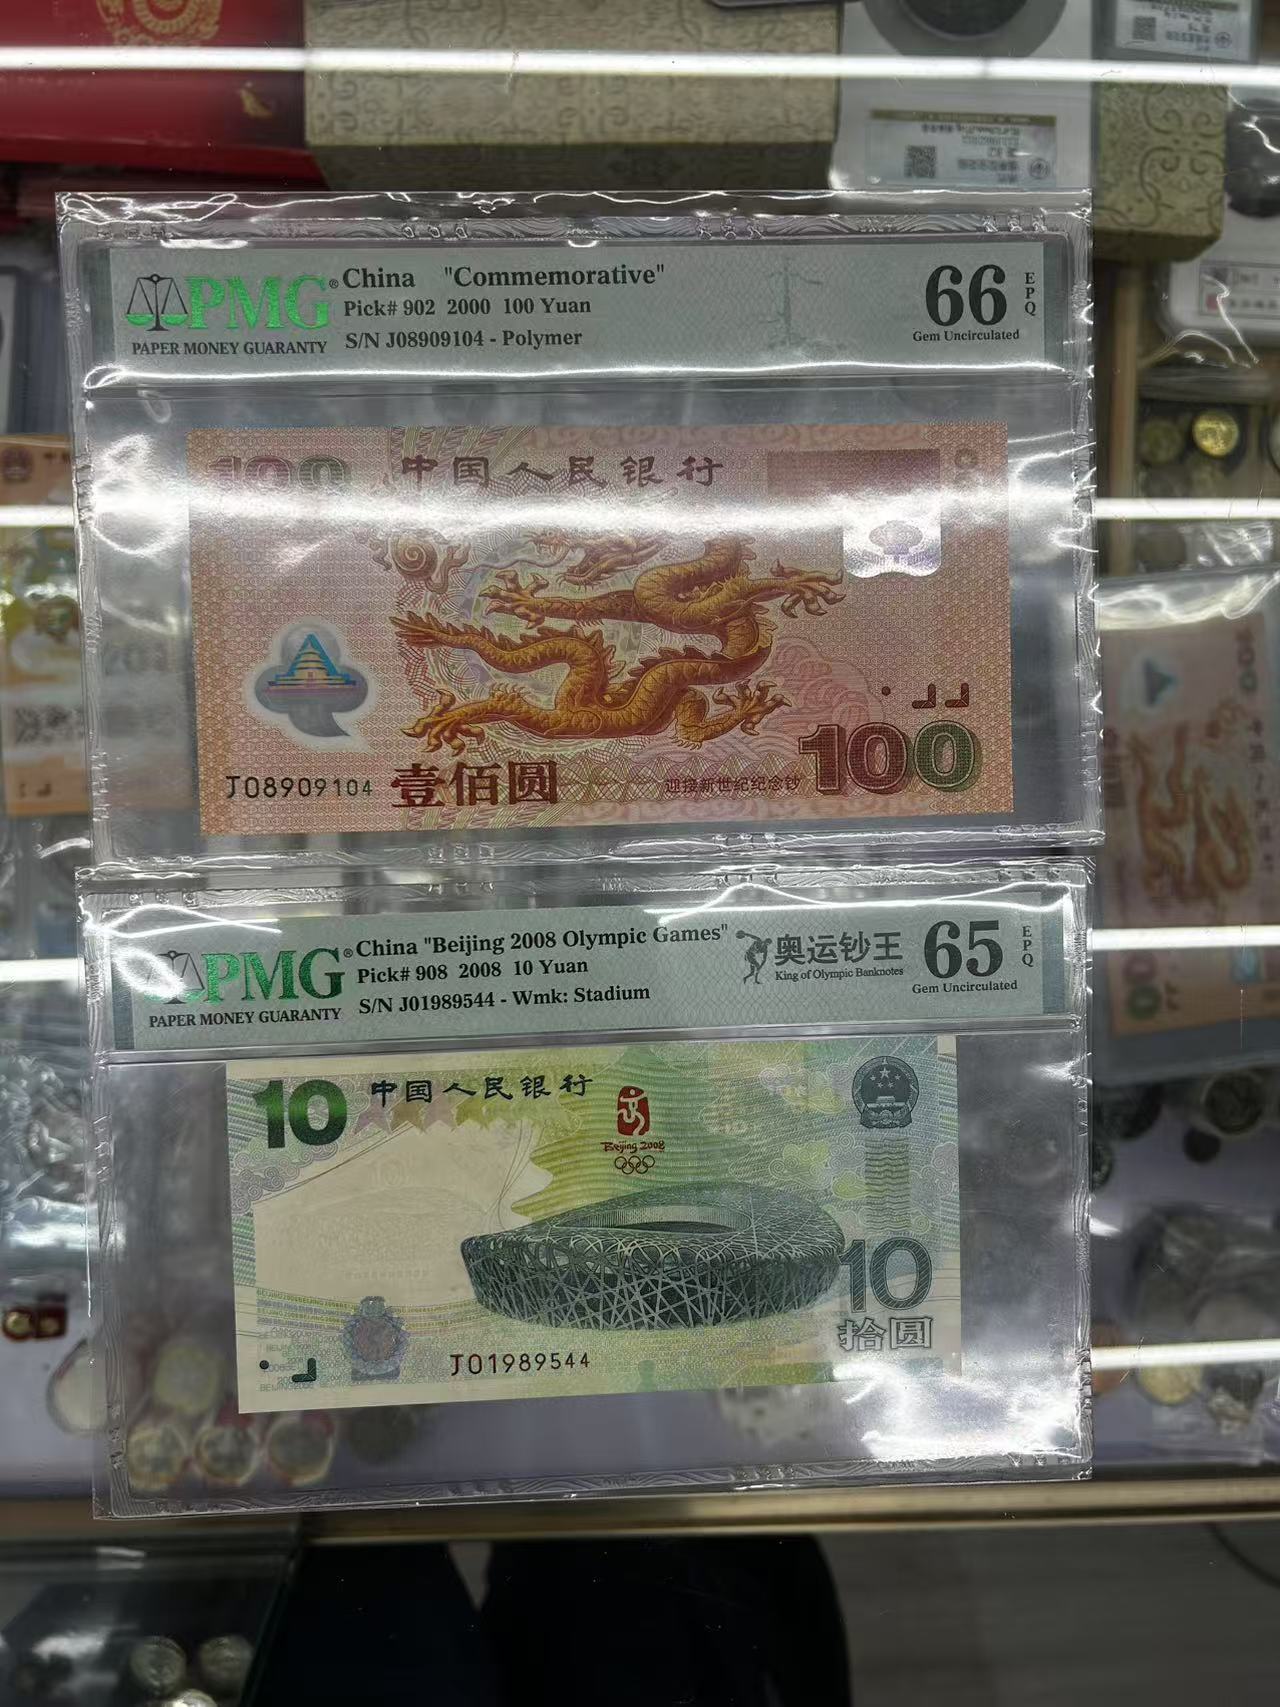 PMG®
PAPER MONEY GUARANTY
China "Commemorative"
Pick# 902 2000 100 Yuan
S/N J08909104 - Polymer
66
EPQ
Gem Uncirculated
100
中国人民银行
J08909104
壹佰圆
迎接新世纪纪念钞
100
PMG®
PAPER MONEY GUARANTY
China "Beijing 2008 Olympic Games"
Pick# 908 2008 10 Yuan
S/N J01989544 - Wmk: Stadium
奥运钞王
King of Olympic Banknotes
65
EPQ
Gem Uncirculated
10
中国人民银行
Beijing 2008
10
拾圆
J01989544